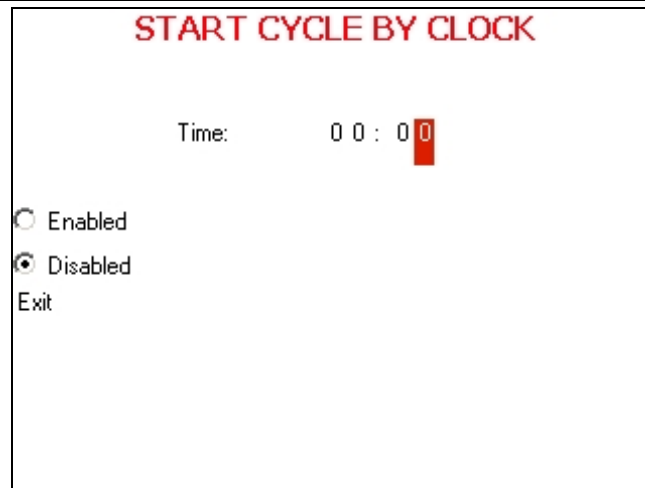 START CYCLE BY CLOCK
Time: 0 0 : 0 0
Enabled
Disabled
Exit